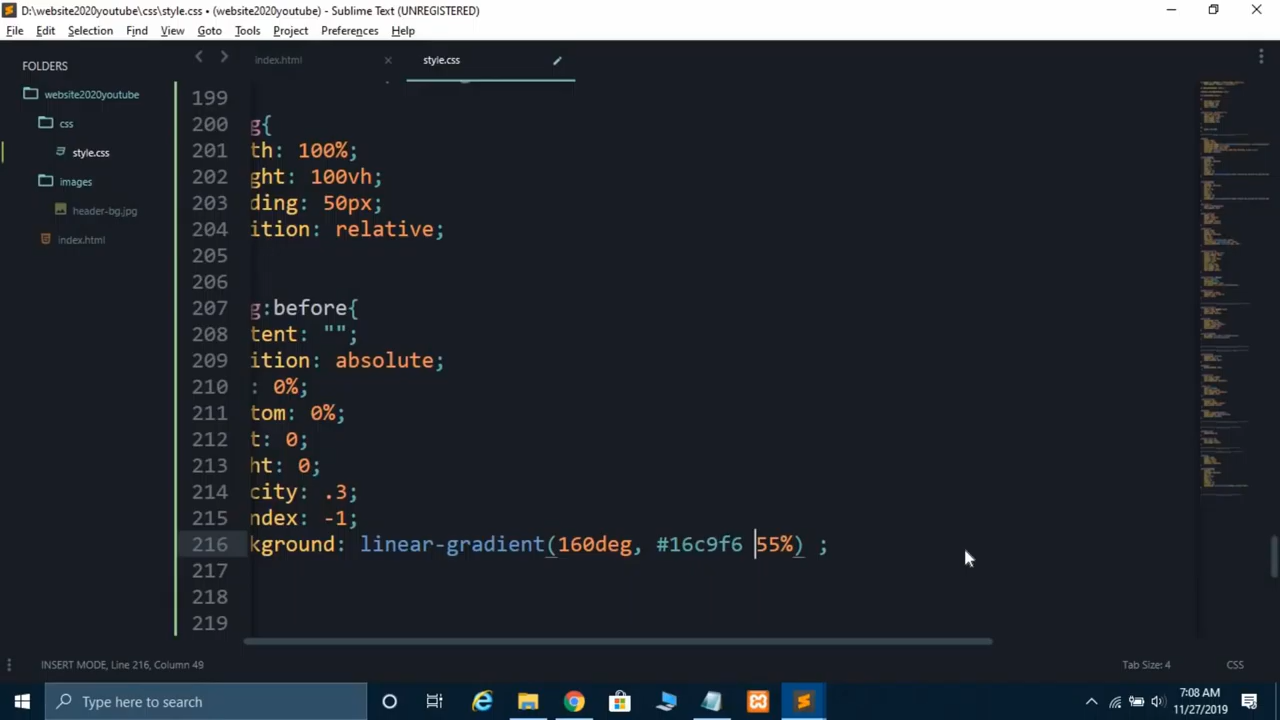 D:\website2020youtube\css\style.css • (website2020youtube) - Sublime Text (UNREGISTERED)
File Edit Selection Find View Goto Tools Project Preferences Help
FOLDERS
website2020youtube
css
style.css
images
header-bg.jpg
index.html
index.html style.css
199
200 g{
201 th: 100%;
202 ght: 100vh;
203 ding: 50px;
204 ition: relative;
205
206
207 g:before{
208 tent: "";
209 ition: absolute;
210 : 0%;
211 tom: 0%;
212 t: 0;
213 ht: 0;
214 city: .3;
215 ndex: -1;
216 kground: linear-gradient(160deg, #16c9f6 55%) ;
217
218
219
INSERT MODE, Line 216, Column 49 Tab Size: 4 CSS
Type here to search
7:08 AM
11/27/2019